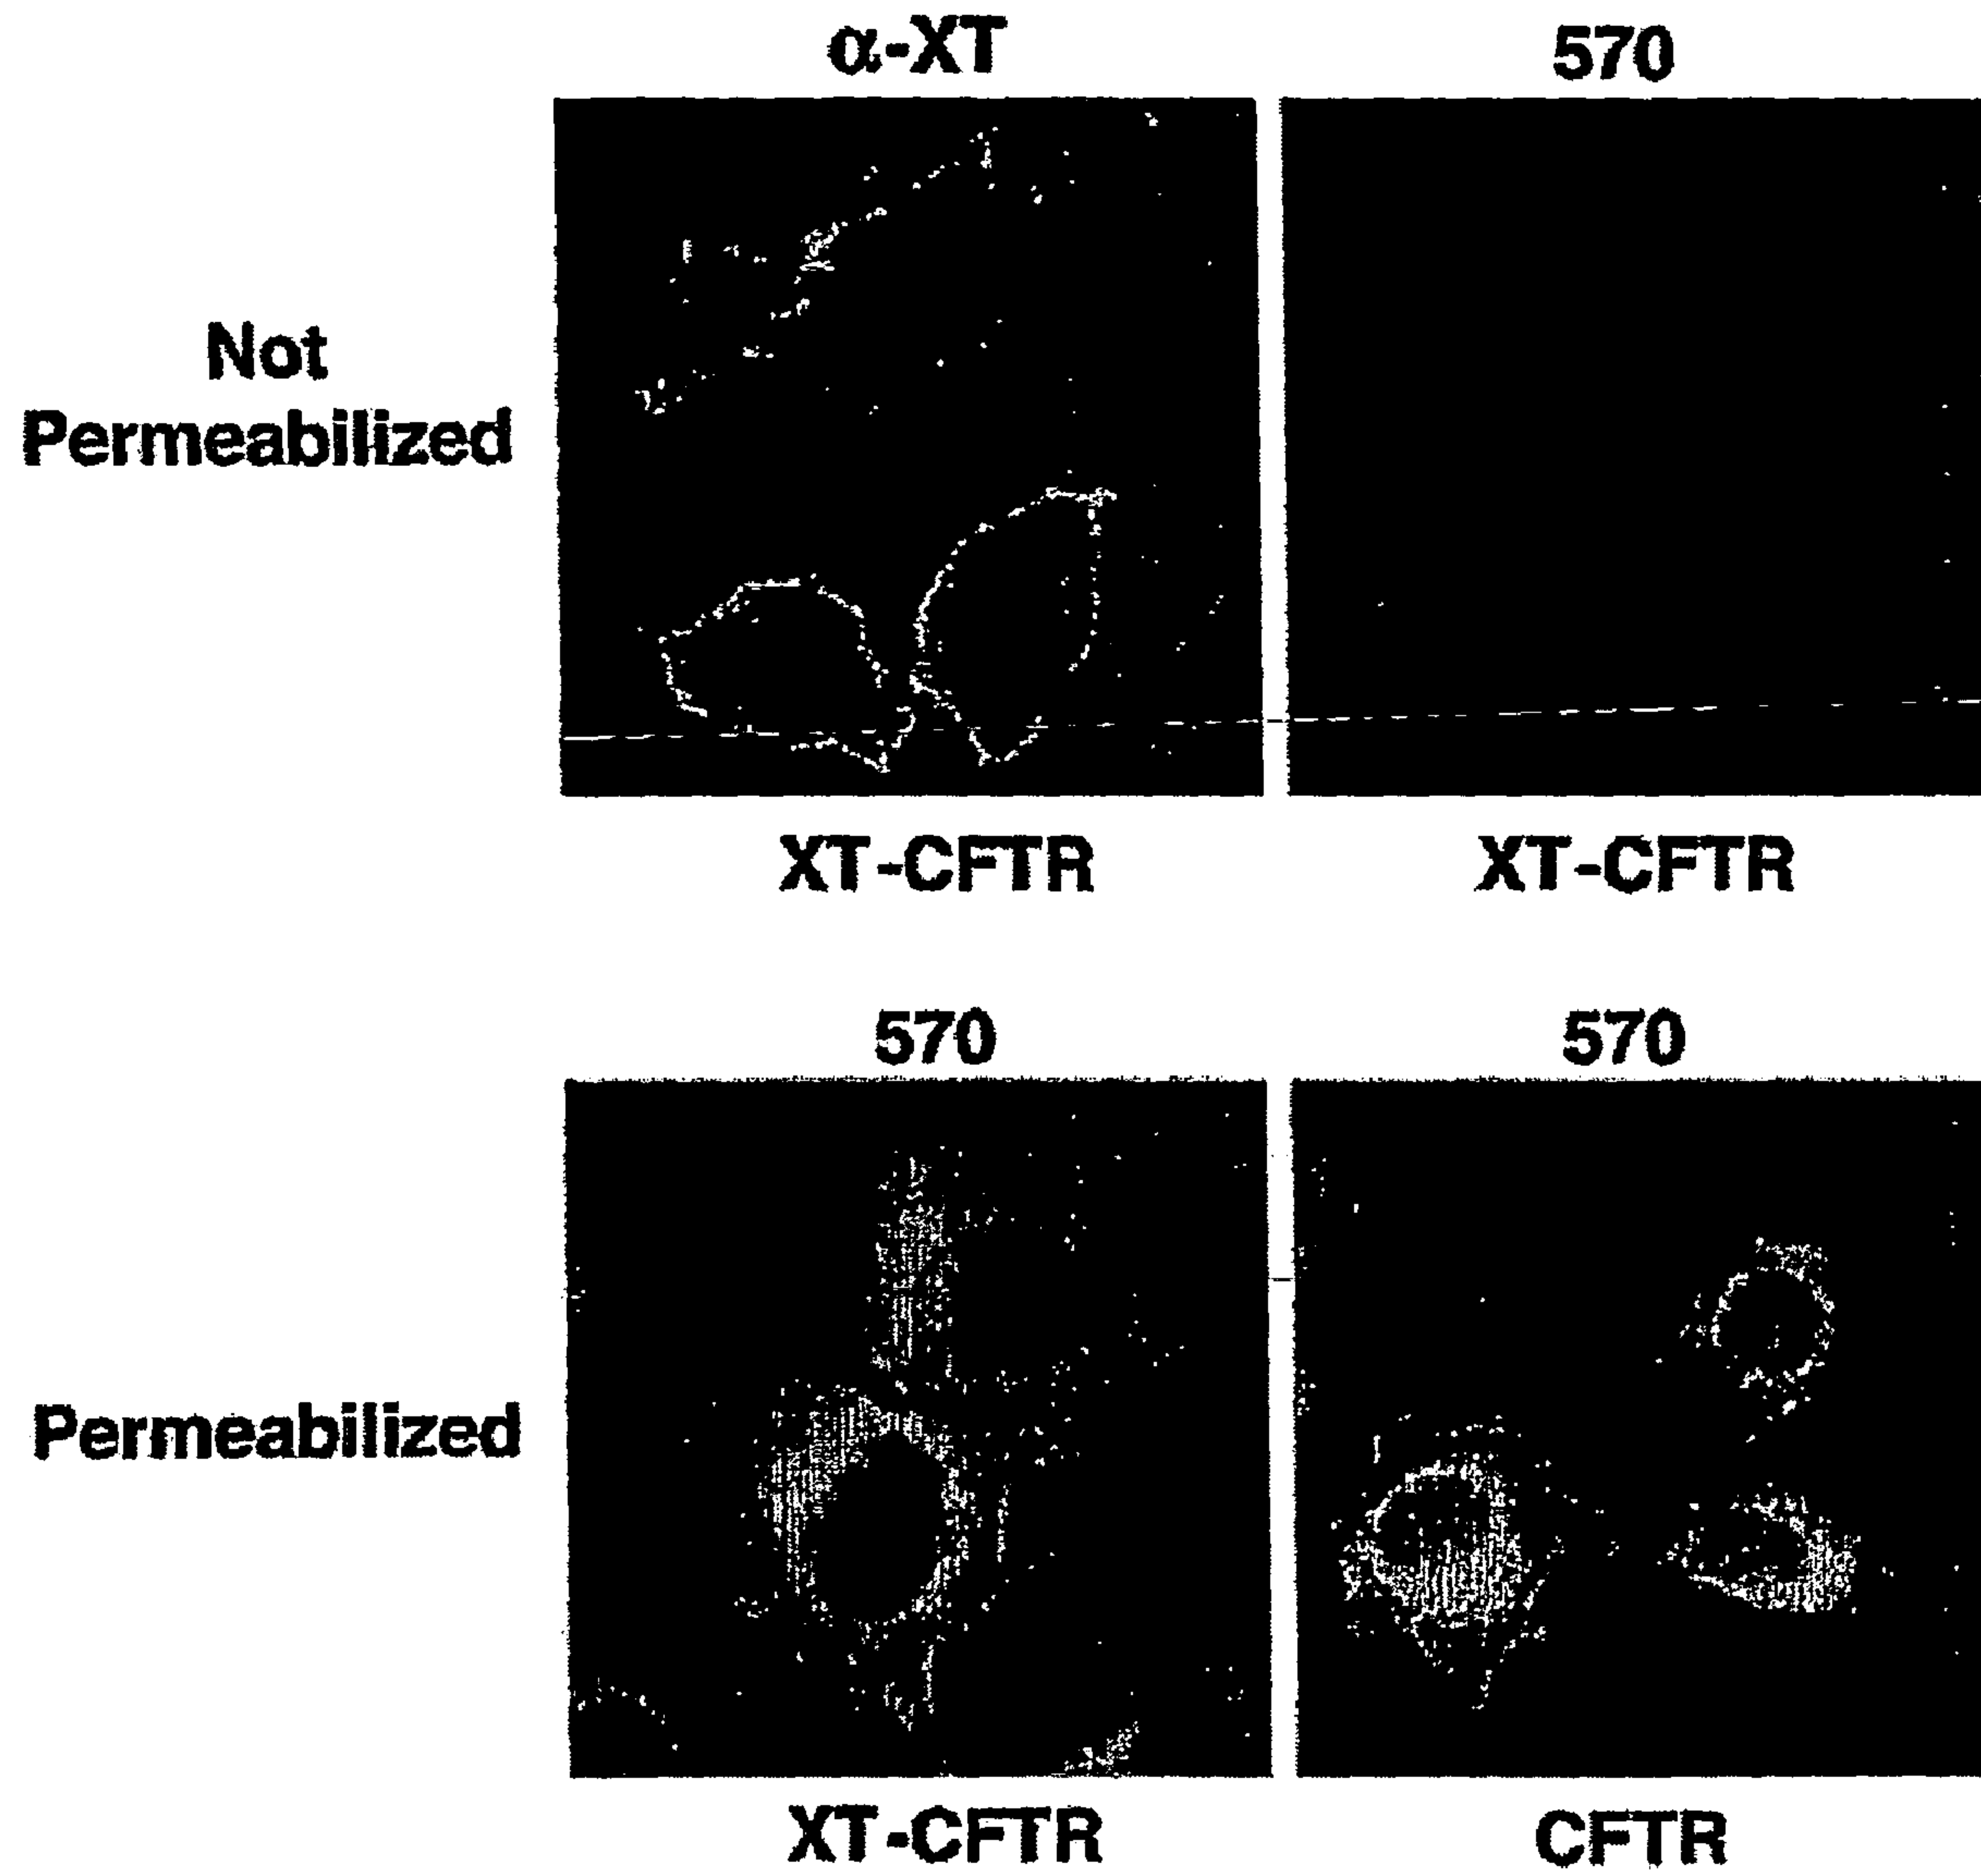 α-XT
570
Not
Permeabilized
XT-CFTR
XT-CFTR
570
570
Permeabilized
XT-CFTR
CFTR